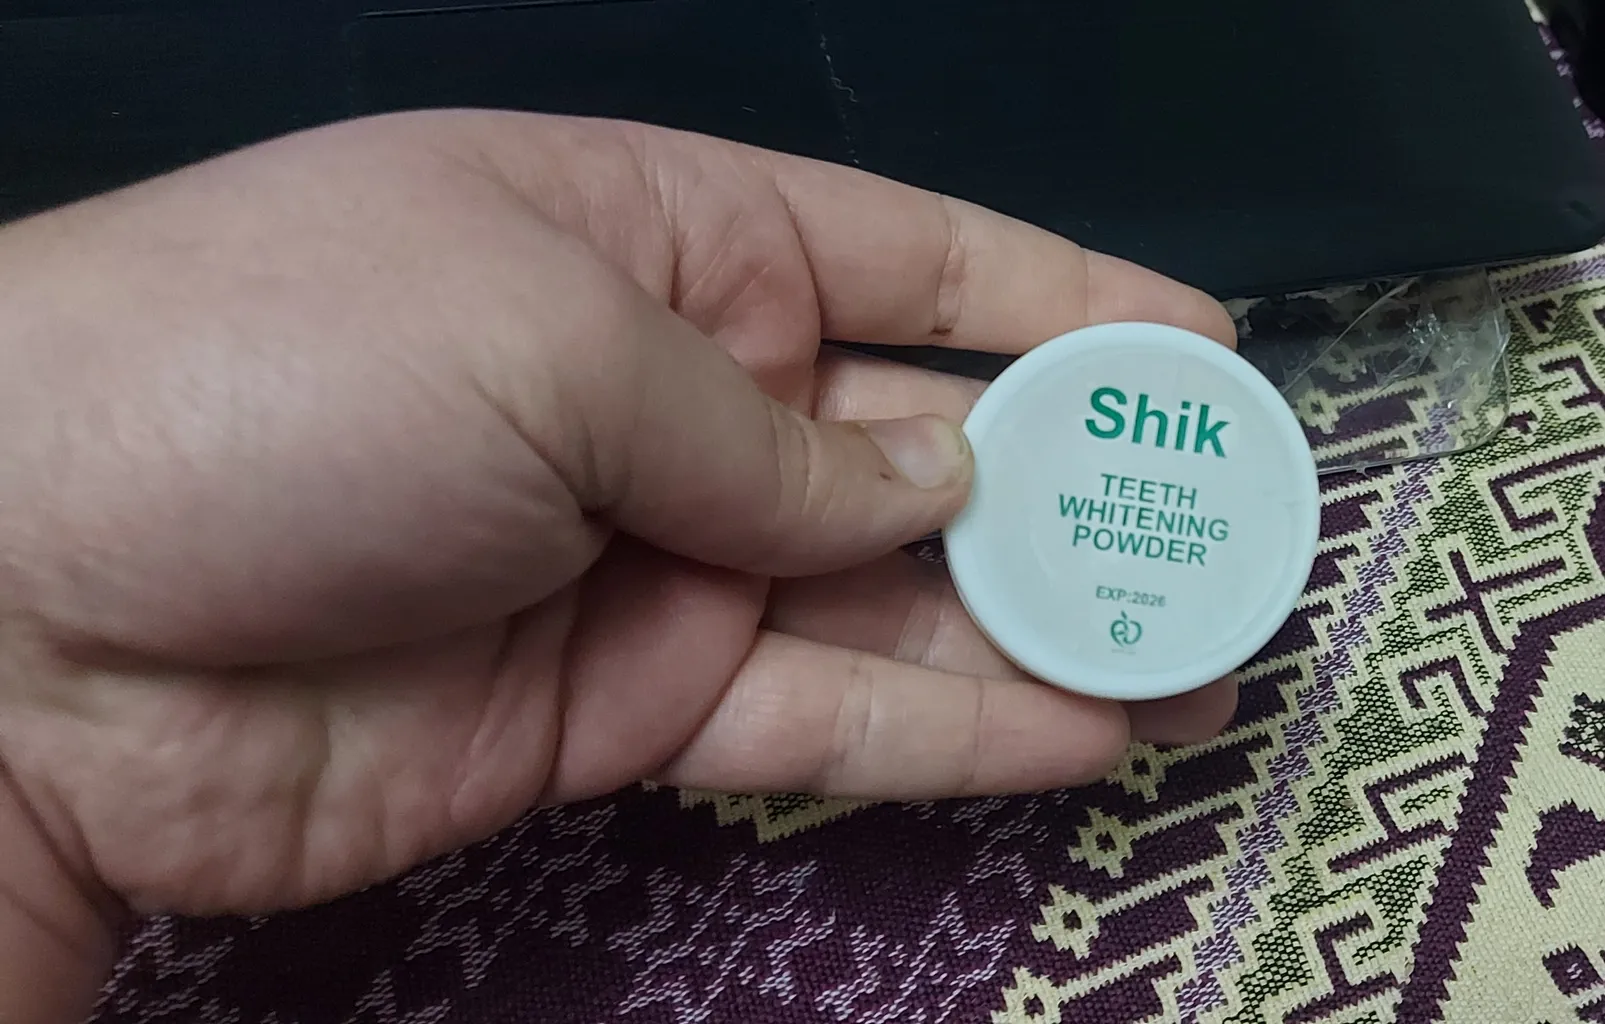 Shik
TEETH
WHITENING
POWDER
EXP:2026